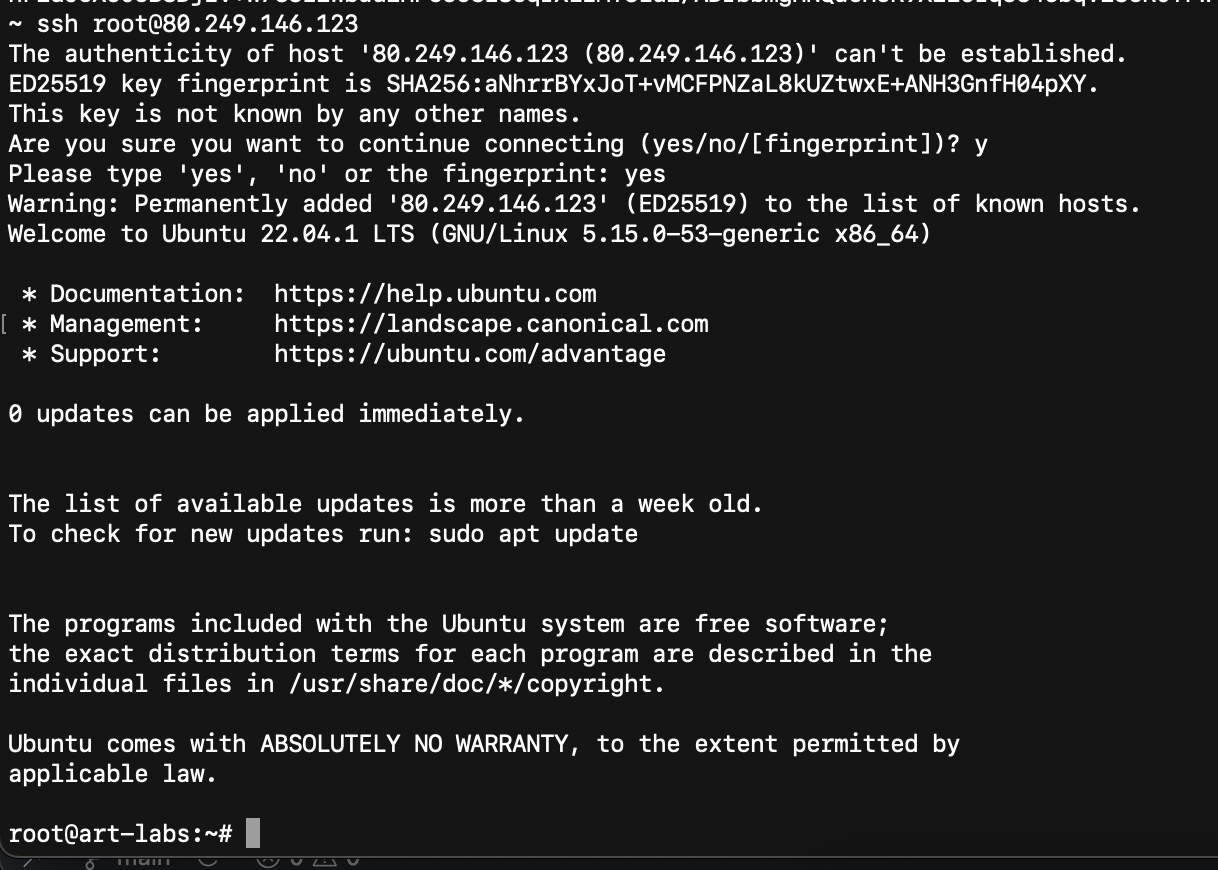 ~ ssh root@80.249.146.123
The authenticity of host '80.249.146.123 (80.249.146.123)' can't be established.
ED25519 key fingerprint is SHA256:aNhrrBYxJoT+vMCFPNZaL8kUZtwxE+ANH3GnfH04pXY.
This key is not known by any other names.
Are you sure you want to continue connecting (yes/no/[fingerprint])? y
Please type 'yes', 'no' or the fingerprint: yes
Warning: Permanently added '80.249.146.123' (ED25519) to the list of known hosts.
Welcome to Ubuntu 22.04.1 LTS (GNU/Linux 5.15.0-53-generic x86_64)
* Documentation:  https://help.ubuntu.com
[ * Management:     https://landscape.canonical.com
* Support:        https://ubuntu.com/advantage
0 updates can be applied immediately.
The list of available updates is more than a week old.
To check for new updates run: sudo apt update
The programs included with the Ubuntu system are free software;
the exact distribution terms for each program are described in the
individual files in /usr/share/doc/*/copyright.
Ubuntu comes with ABSOLUTELY NO WARRANTY, to the extent permitted by
applicable law.
root@art-labs:~#
main 0 0